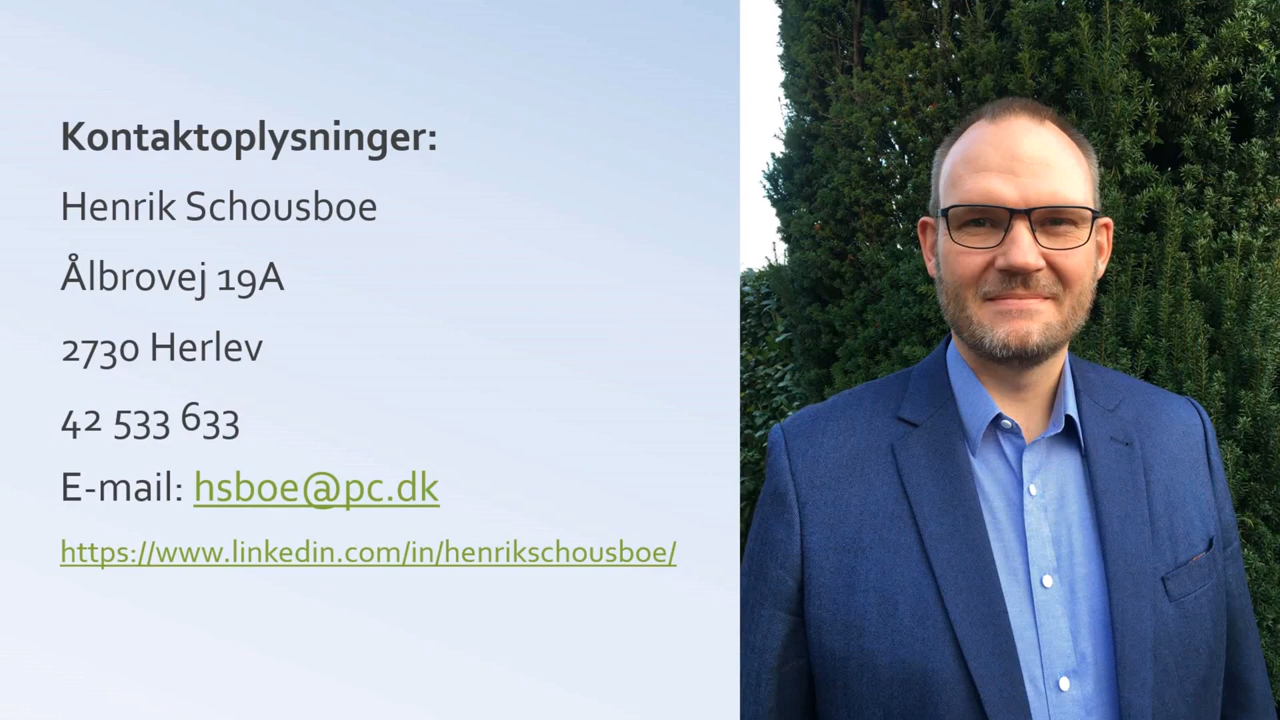 Kontaktoplysninger:
Henrik Schousboe
Ålbrovej 19A
2730 Herlev
42 533 633
E-mail: hsboe@pc.dk
https://www.linkedin.com/in/henrikschousboe/